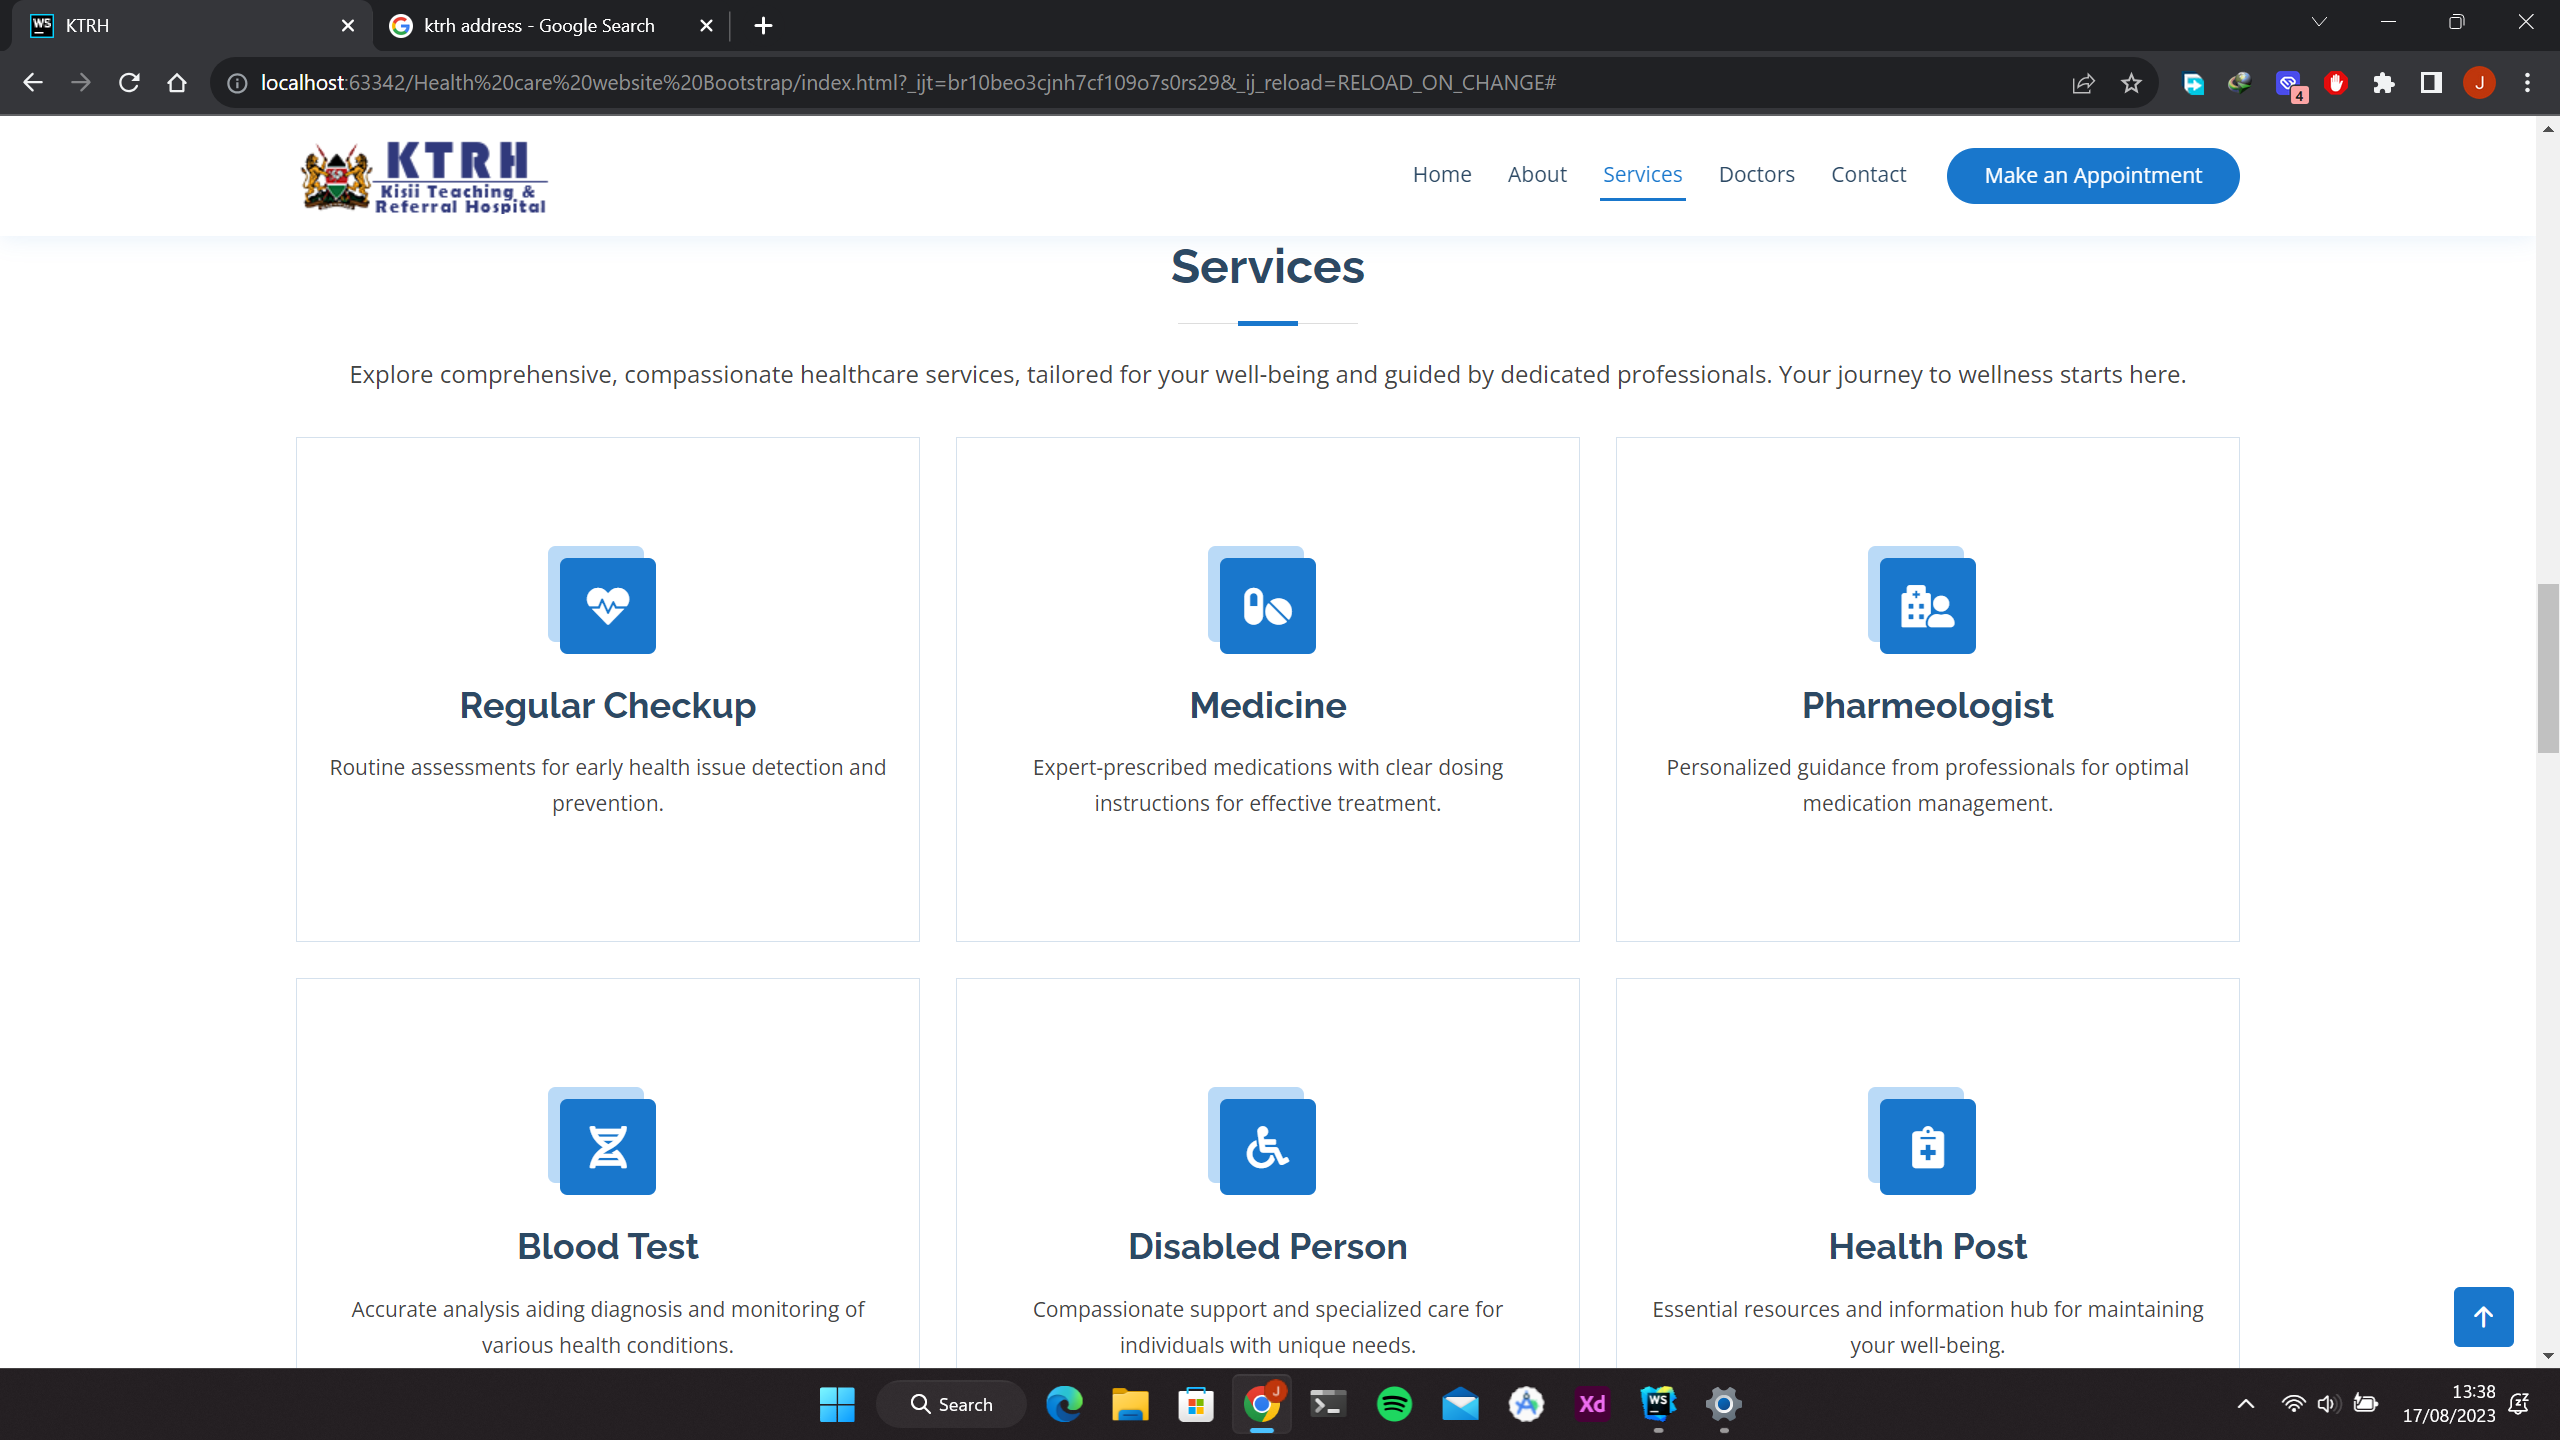 WS
KTRH
ktrh address - Google Search
localhost:63342/Health%20care%20website%20Bootstrap/index.html?_ijt=br10beo3cjnh7cf109o7s0rs29&_ij_reload=RELOAD_ON_CHANGE#
4
J
KTRH
Kisii Teaching &
Referral Hospital
Home
About
Services
Doctors
Contact
Make an Appointment
Services
Explore comprehensive, compassionate healthcare services, tailored for your well-being and guided by dedicated professionals. Your journey to wellness starts here.
Regular Checkup
Routine assessments for early health issue detection and
prevention.
Medicine
Expert-prescribed medications with clear dosing
instructions for effective treatment.
Pharmeologist
Personalized guidance from professionals for optimal
medication management.
Blood Test
Accurate analysis aiding diagnosis and monitoring of
various health conditions.
Disabled Person
Compassionate support and specialized care for
individuals with unique needs.
Health Post
Essential resources and information hub for maintaining
your well-being.
Search
J
Xd
WS
13:38
17/08/2023